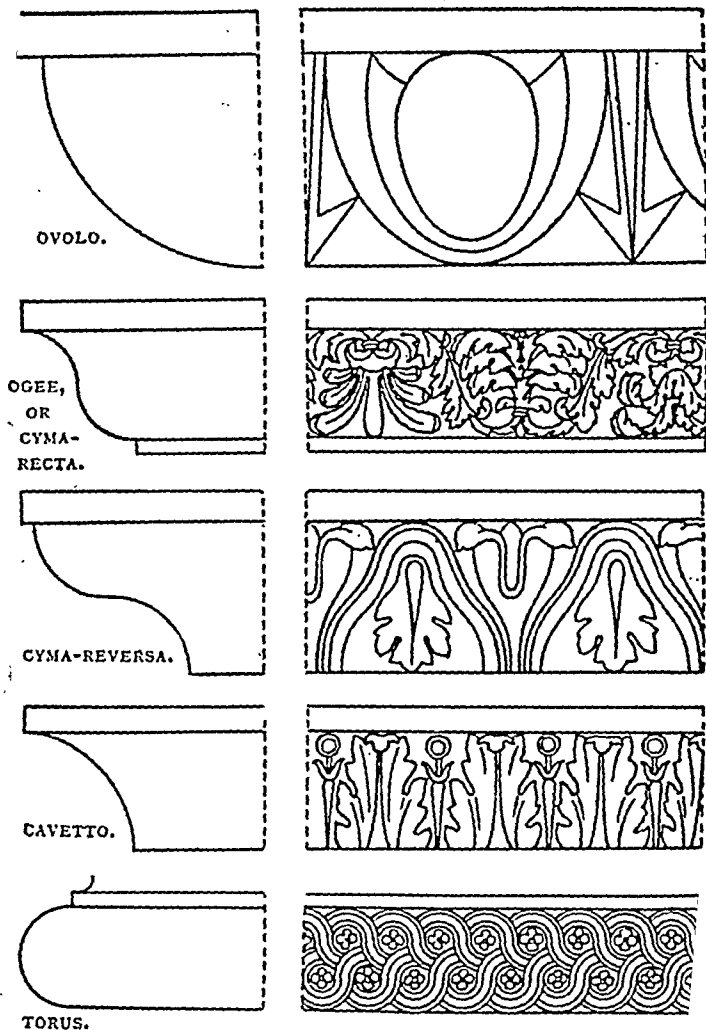 OVOLO.
OGEE,
OR
CYMA-
RECTA.
CYMA-REVERSA.
CAVETTO.
TORUS.